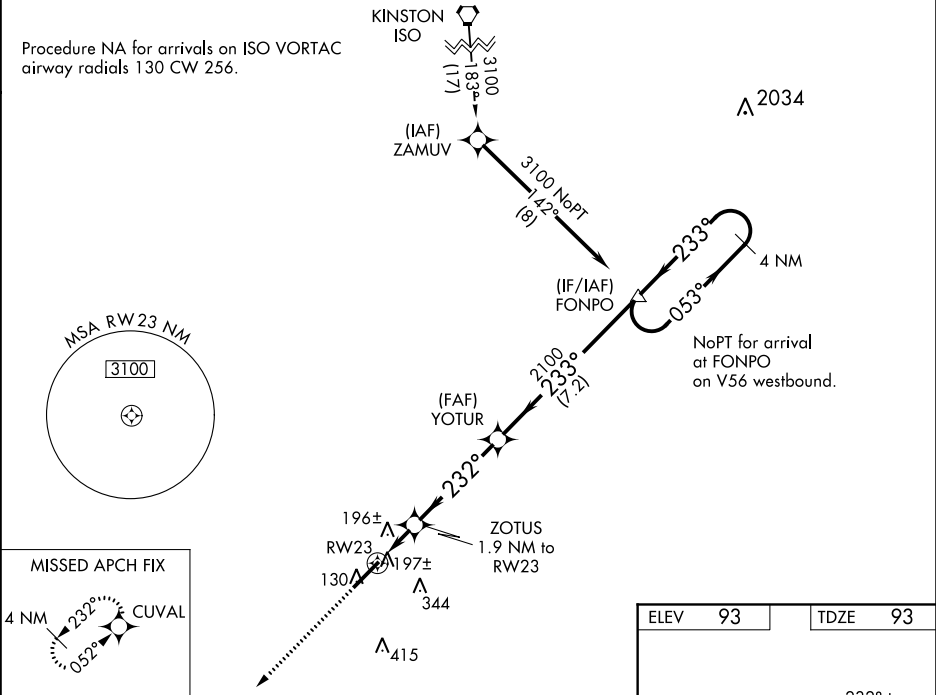 KINSTON
ISO
Procedure NA for arrivals on ISO VORTAC
airway radials 130 CW 256.
3100
183°
(17)
2034
(IAF)
ZAMUV
3100 NoPT
142°
(8)
233°
4 NM
(IF/IAF)
FONPO
053°
MSA RW23 NM
3100
NoPT for arrival
at FONPO
on V56 westbound.
2100
233°
(7.2)
(FAF)
YOTUR
232°
196±
ZOTUS
1.9 NM to
RW23
RW23
197±
130
344
415
MISSED APCH FIX
4 NM
232°
CUVAL
052°
ELEV 93
TDZE 93